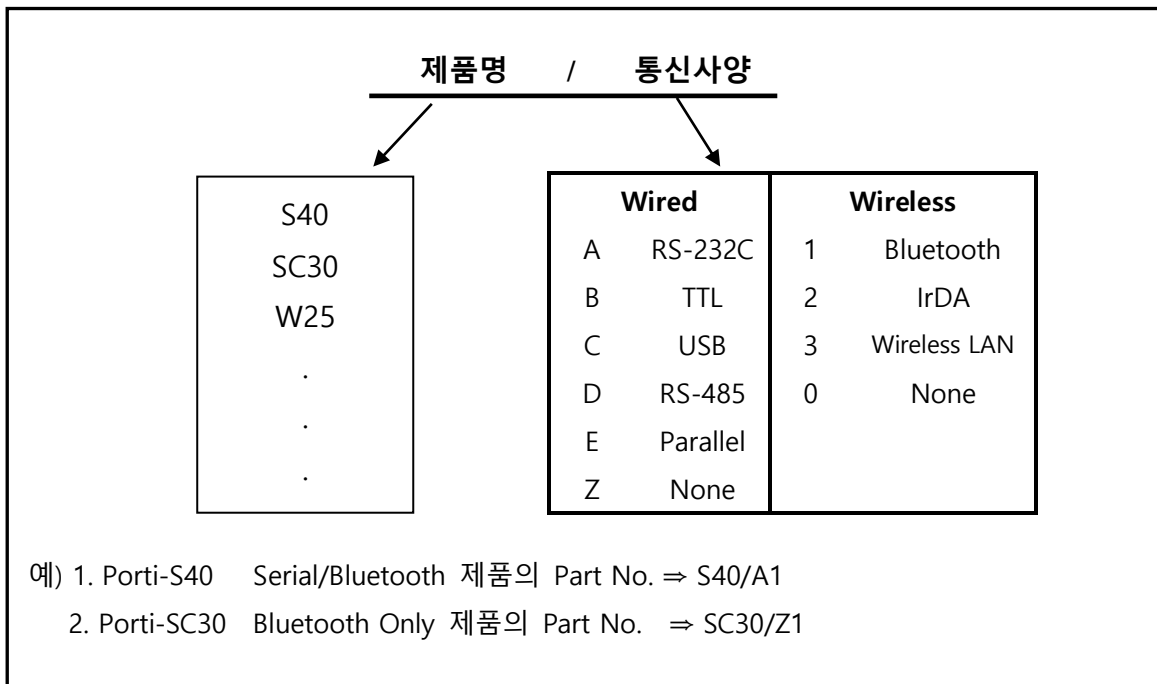 제품명 / 통신사양
S40
SC30
W25
.
.
.
Wired Wireless
A RS-232C 1 Bluetooth
B TTL 2 IrDA
C USB 3 Wireless LAN
D RS-485 0 None
E Parallel
Z None
예) 1. Porti-S40 Serial/Bluetooth 제품의 Part No. ⇒ S40/A1
2. Porti-SC30 Bluetooth Only 제품의 Part No. ⇒ SC30/Z1